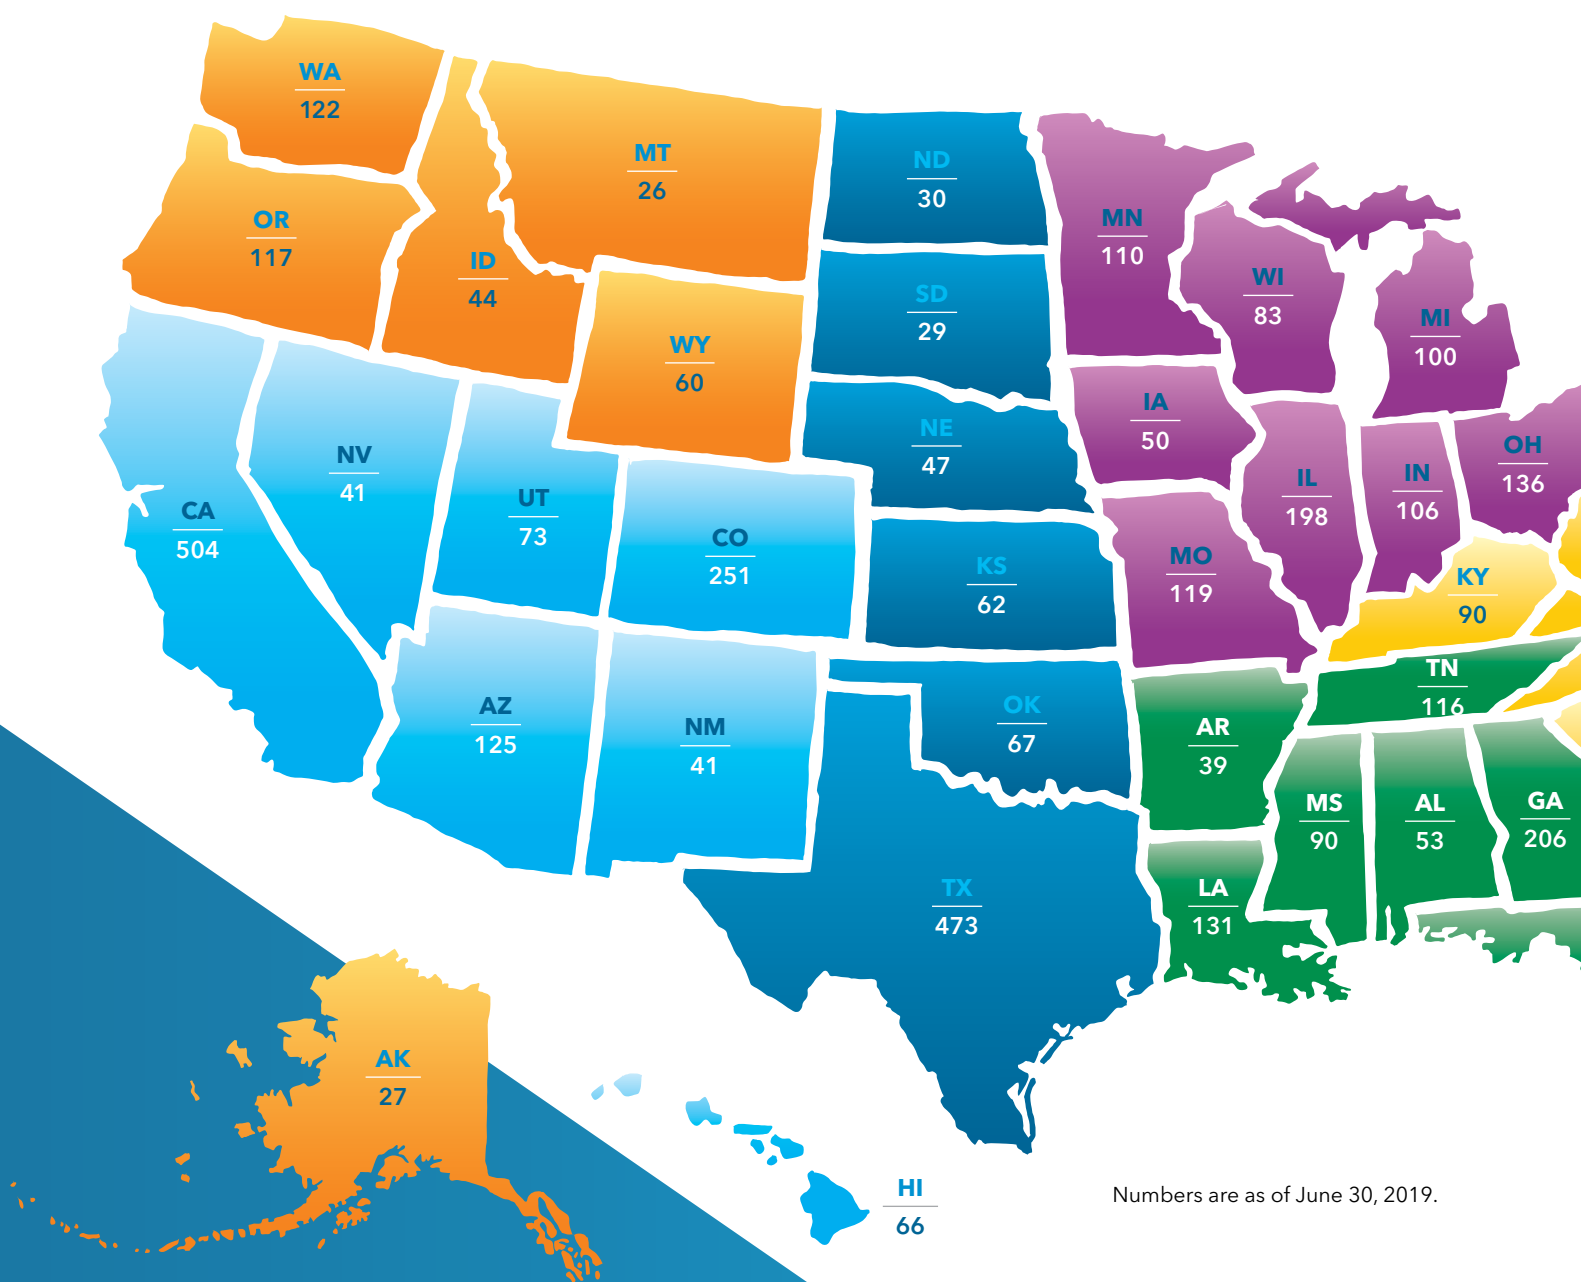 WA
122
MT
26
ND
30
OR
117
ID
44
MN
110
SD
29
WI
83
MI
100
WY
60
IA
50
NE
47
OH
136
NV
41
CA
504
UT
73
CO
251
IL
198
IN
106
KS
62
MO
119
KY
90
TN
116
AZ
125
NM
41
OK
67
AR
39
MS
90
AL
53
GA
206
TX
473
LA
131
AK
27
HI
66
Numbers are as of June 30, 2019.